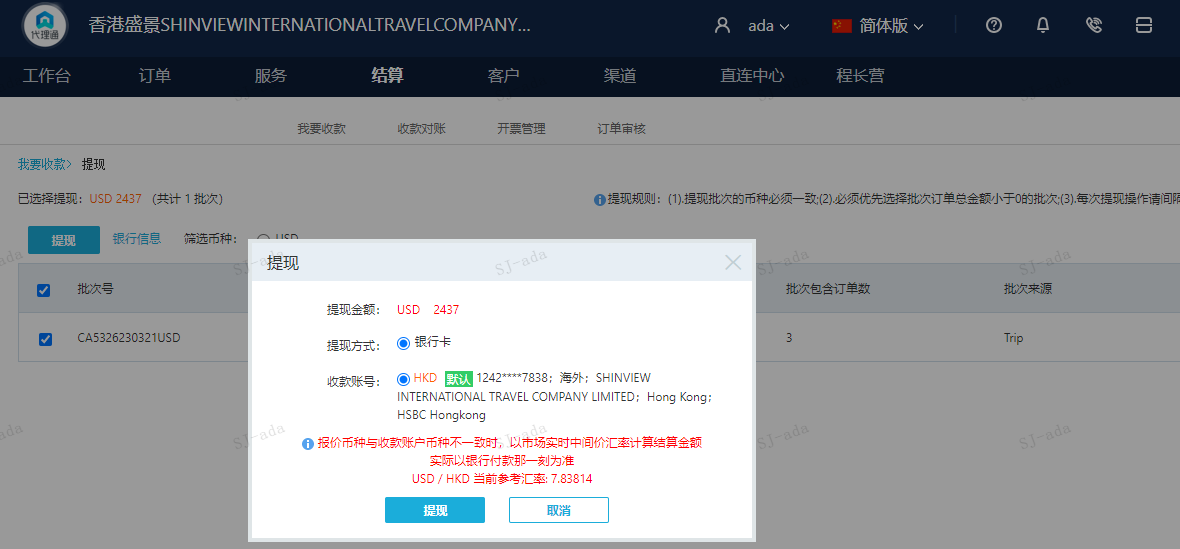 代理通
香港盛景SHINVIEWINTERNATIONALTRAVELCOMPANY...
ada
简体版
工作台
订单
服务
结算
客户
渠道
直连中心
程长营
我要收款
收款对账
开票管理
订单审核
我要收款> 提现
已选择提现：USD 2437 （共计 1 批次）
提现规则：(1).提现批次的币种必须一致;(2).必须优先选择批次订单总金额小于0的批次;(3).每次提现操作请间隔
提现
银行信息
筛选币种：
USD
批次号
批次包含订单数
批次来源
CA5326230321USD
3
Trip
提现
提现金额： USD 2437
提现方式： 银行卡
收款账号： HKD 默认 1242****7838；海外；SHINVIEW
INTERNATIONAL TRAVEL COMPANY LIMITED；Hong Kong；
HSBC Hongkong
报价币种与收款账户币种不一致时，以市场实时中间价汇率计算结算金额
实际以银行付款那一刻为准
USD / HKD 当前参考汇率: 7.83814
提现
取消
SJ-ada
SJ-ada
SJ-ada
SJ-ada
SJ-ada
SJ-ada
SJ-ada
SJ-ada